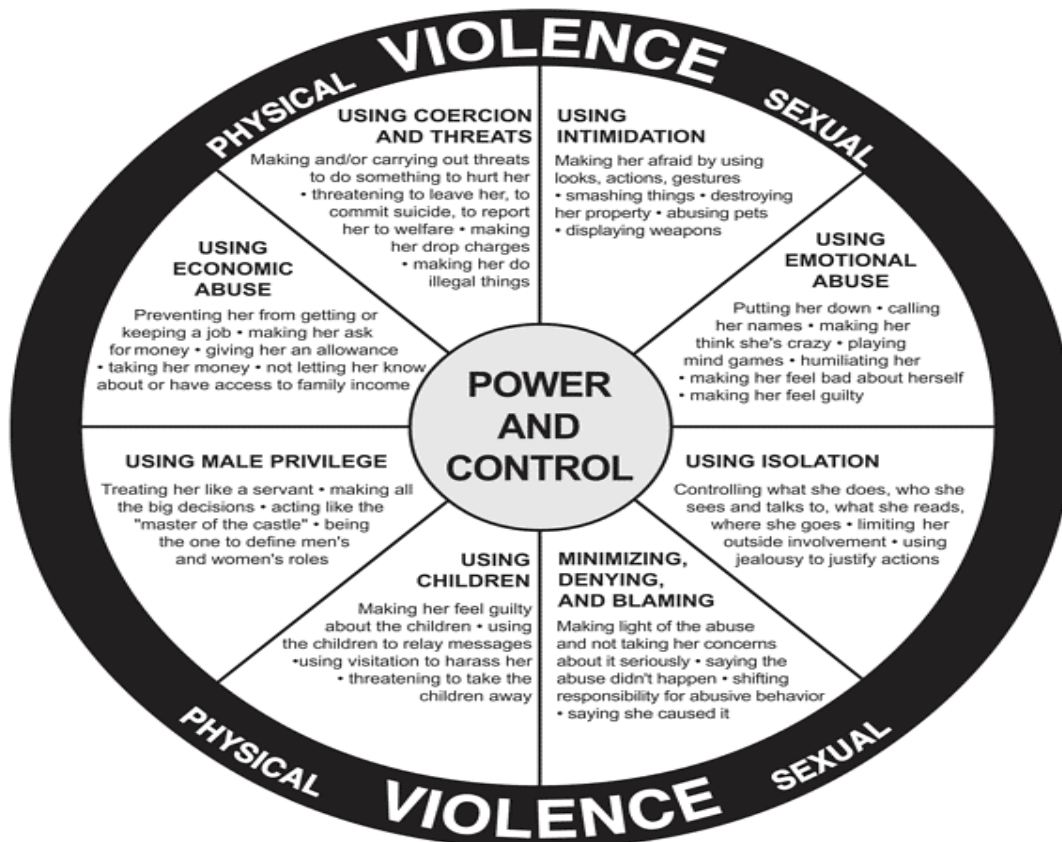 PHYSICAL VIOLENCE SEXUAL
USING COERCION
AND THREATS
Making and/or carrying out threats
to do something to hurt her
• threatening to leave her, to
commit suicide, to report
her to welfare • making
her drop charges
• making her do
illegal things
USING
INTIMIDATION
Making her afraid by using
looks, actions, gestures
• smashing things • destroying
her property • abusing pets
• displaying weapons
USING
ECONOMIC
ABUSE
Preventing her from getting or
keeping a job • making her ask
for money • giving her an allowance
• taking her money • not letting her know
about or have access to family income
USING
EMOTIONAL
ABUSE
Putting her down • calling
her names • making her
think she's crazy • playing
mind games • humiliating her
• making her feel bad about herself
• making her feel guilty
POWER
AND
CONTROL
USING MALE PRIVILEGE
Treating her like a servant • making all
the big decisions • acting like the
"master of the castle" • being
the one to define men's
and women's roles
USING ISOLATION
Controlling what she does, who she
sees and talks to, what she reads,
where she goes • limiting her
outside involvement • using
jealousy to justify actions
USING
CHILDREN
Making her feel guilty
about the children • using
the children to relay messages
•using visitation to harass her
• threatening to take the
children away
MINIMIZING,
DENYING,
AND BLAMING
Making light of the abuse
and not taking her concerns
about it seriously • saying the
abuse didn't happen • shifting
responsibility for abusive behavior
• saying she caused it
PHYSICAL VIOLENCE SEXUAL